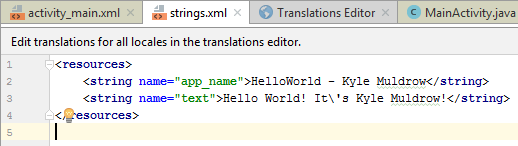 activity_main.xml strings.xml Translations Editor MainActivity.java
Edit translations for all locales in the translations editor.
1 <resources>
2 <string name="app_name">HelloWorld - Kyle Muldrow</string>
3 <string name="text">Hello World! It\'s Kyle Muldrow!</string>
4 </resources>
5